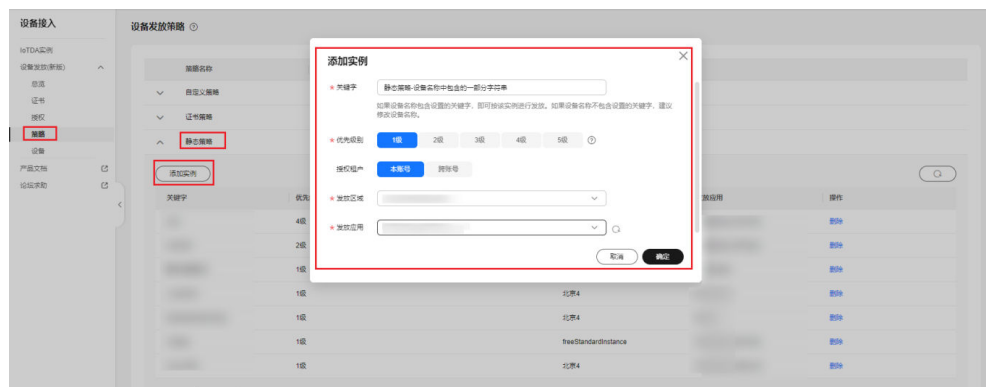 设备接入
IoTDA实例
设备发放(新版)
总览
证书
授权
策略
设备
产品文档
论坛求助
设备发放策略
策略名称
自定义策略
证书策略
静态策略
添加实例
关键字
优先
发放应用
操作
4级
删除
2级
删除
1级
删除
1级
北京4
删除
1级
北京4
删除
1级
freeStandardInstance
删除
1级
北京4
删除
添加实例
* 关键字
静态策略-设备名称中包含的一部分字符串
如果设备名称包含设置的关键字，即可按该实例进行发放。如果设备名称不包含设置的关键字，建议
修改设备名称。
* 优先级别
1级 2级 3级 4级 5级
授权租户
本账号 跨账号
* 发放区域
* 发放应用
取消 确定